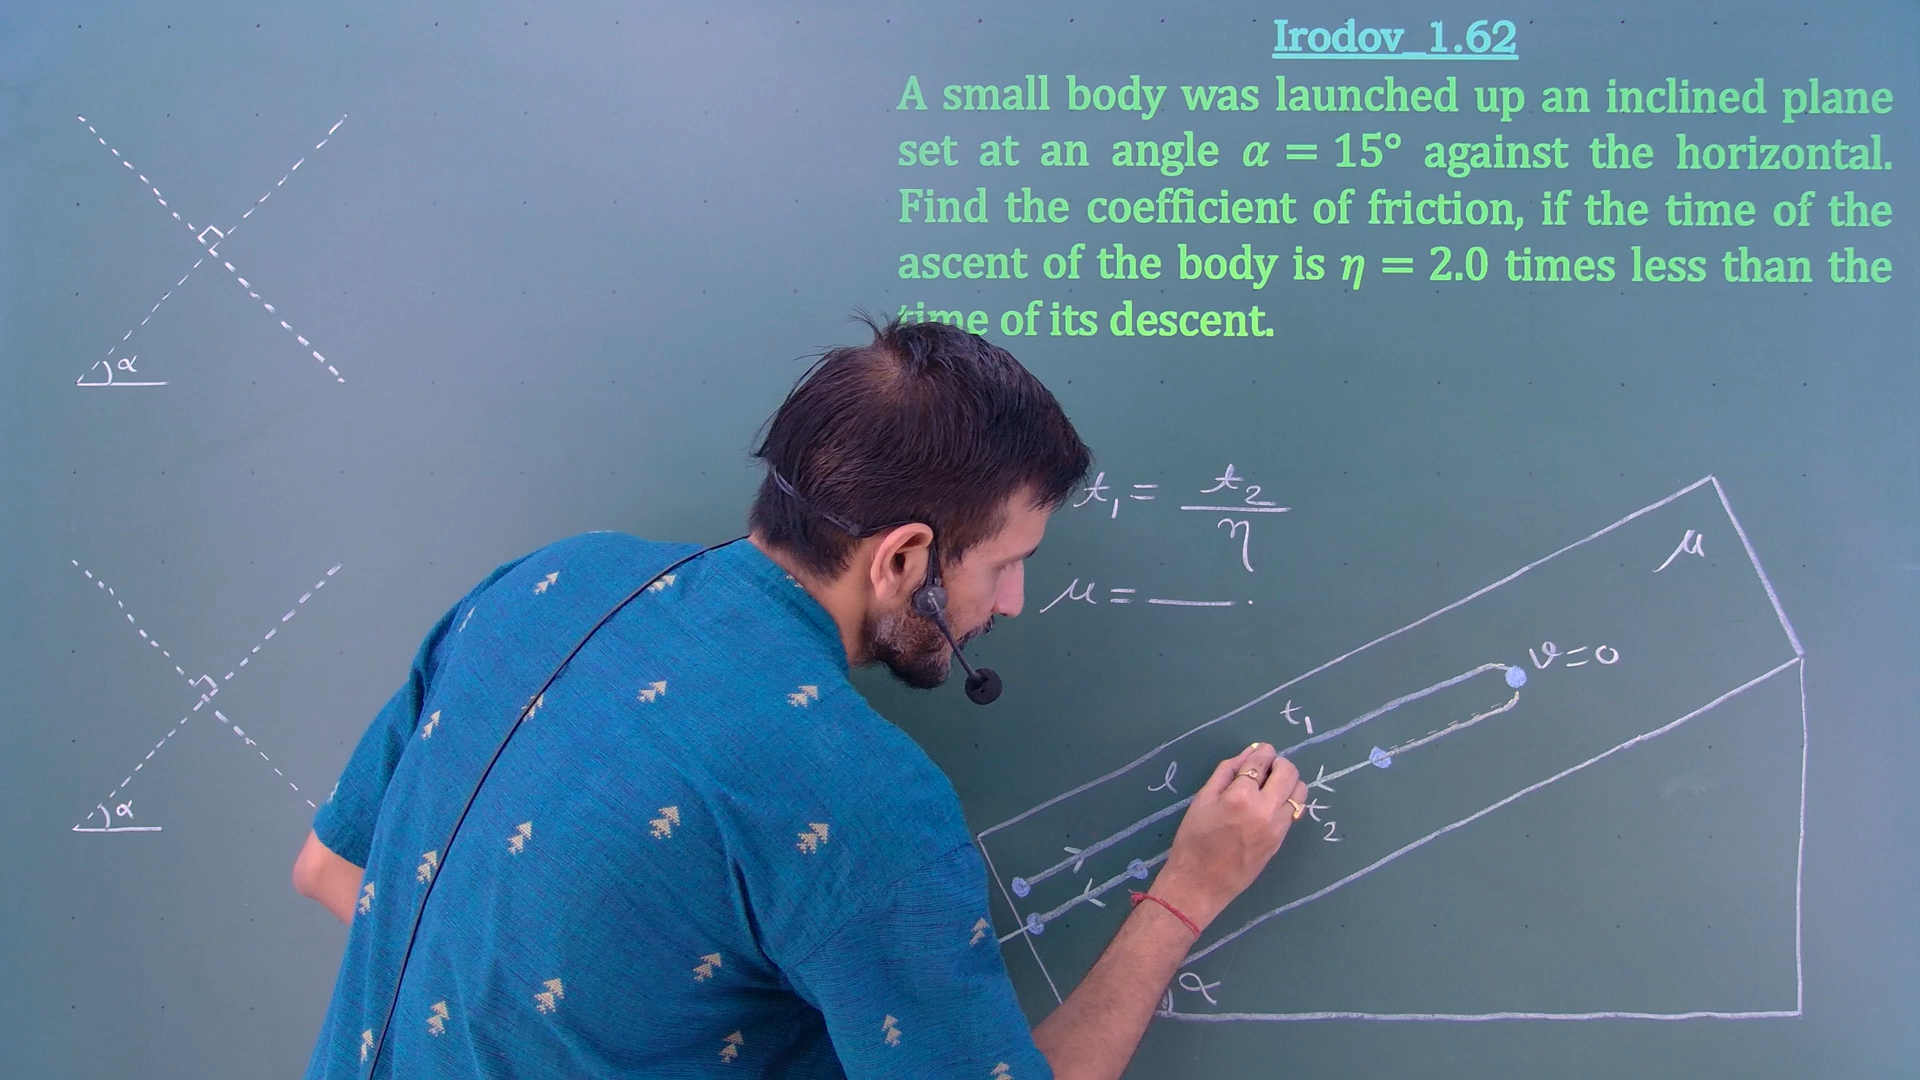 Irodov_1.62
A small body was launched up an inclined plane
set at an angle α = 15° against the horizontal.
Find the coefficient of friction, if the time of the
ascent of the body is η = 2.0 times less than the
time of its descent.
α
t₁ = t₂/η
μ = ___.
μ
v=0
t₁
l
t₂
α
α